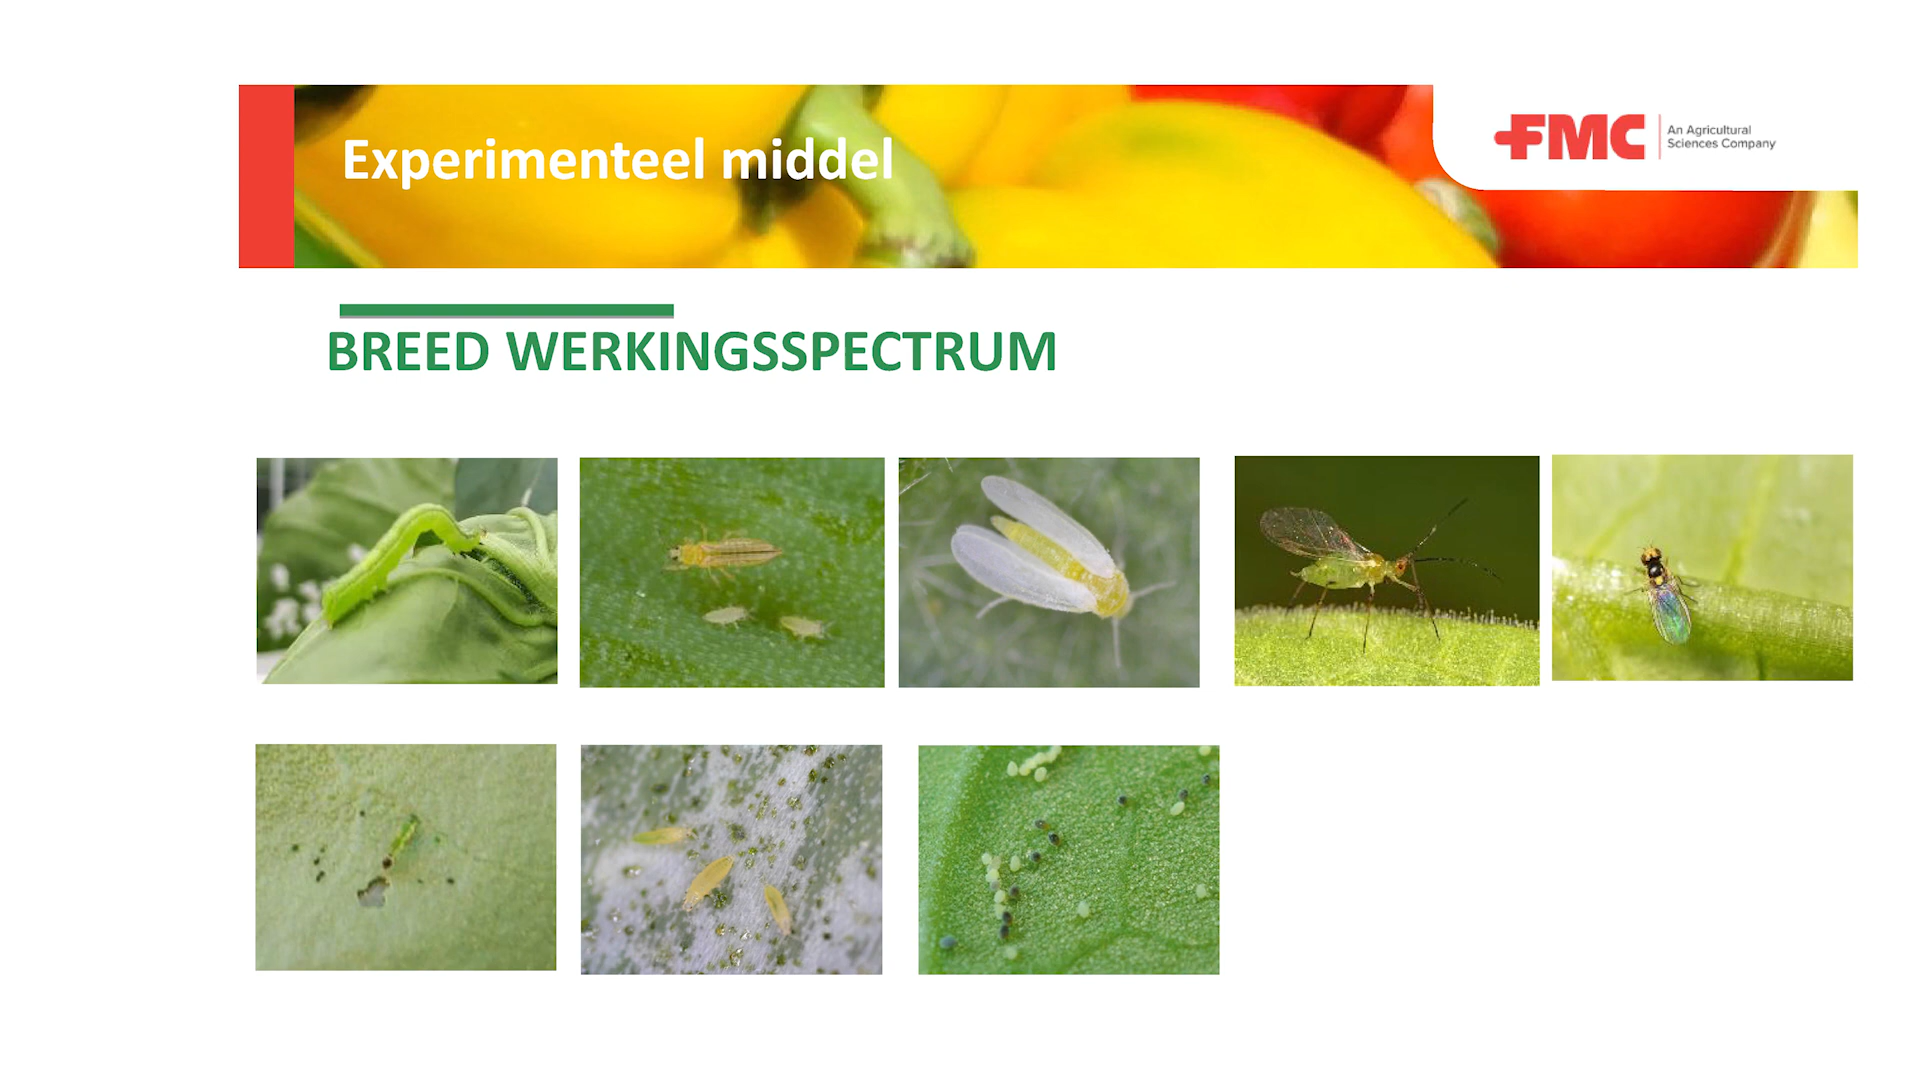 Experimenteel middel
FMC
An Agricultural
Sciences Company
BREED WERKINGSSPECTRUM